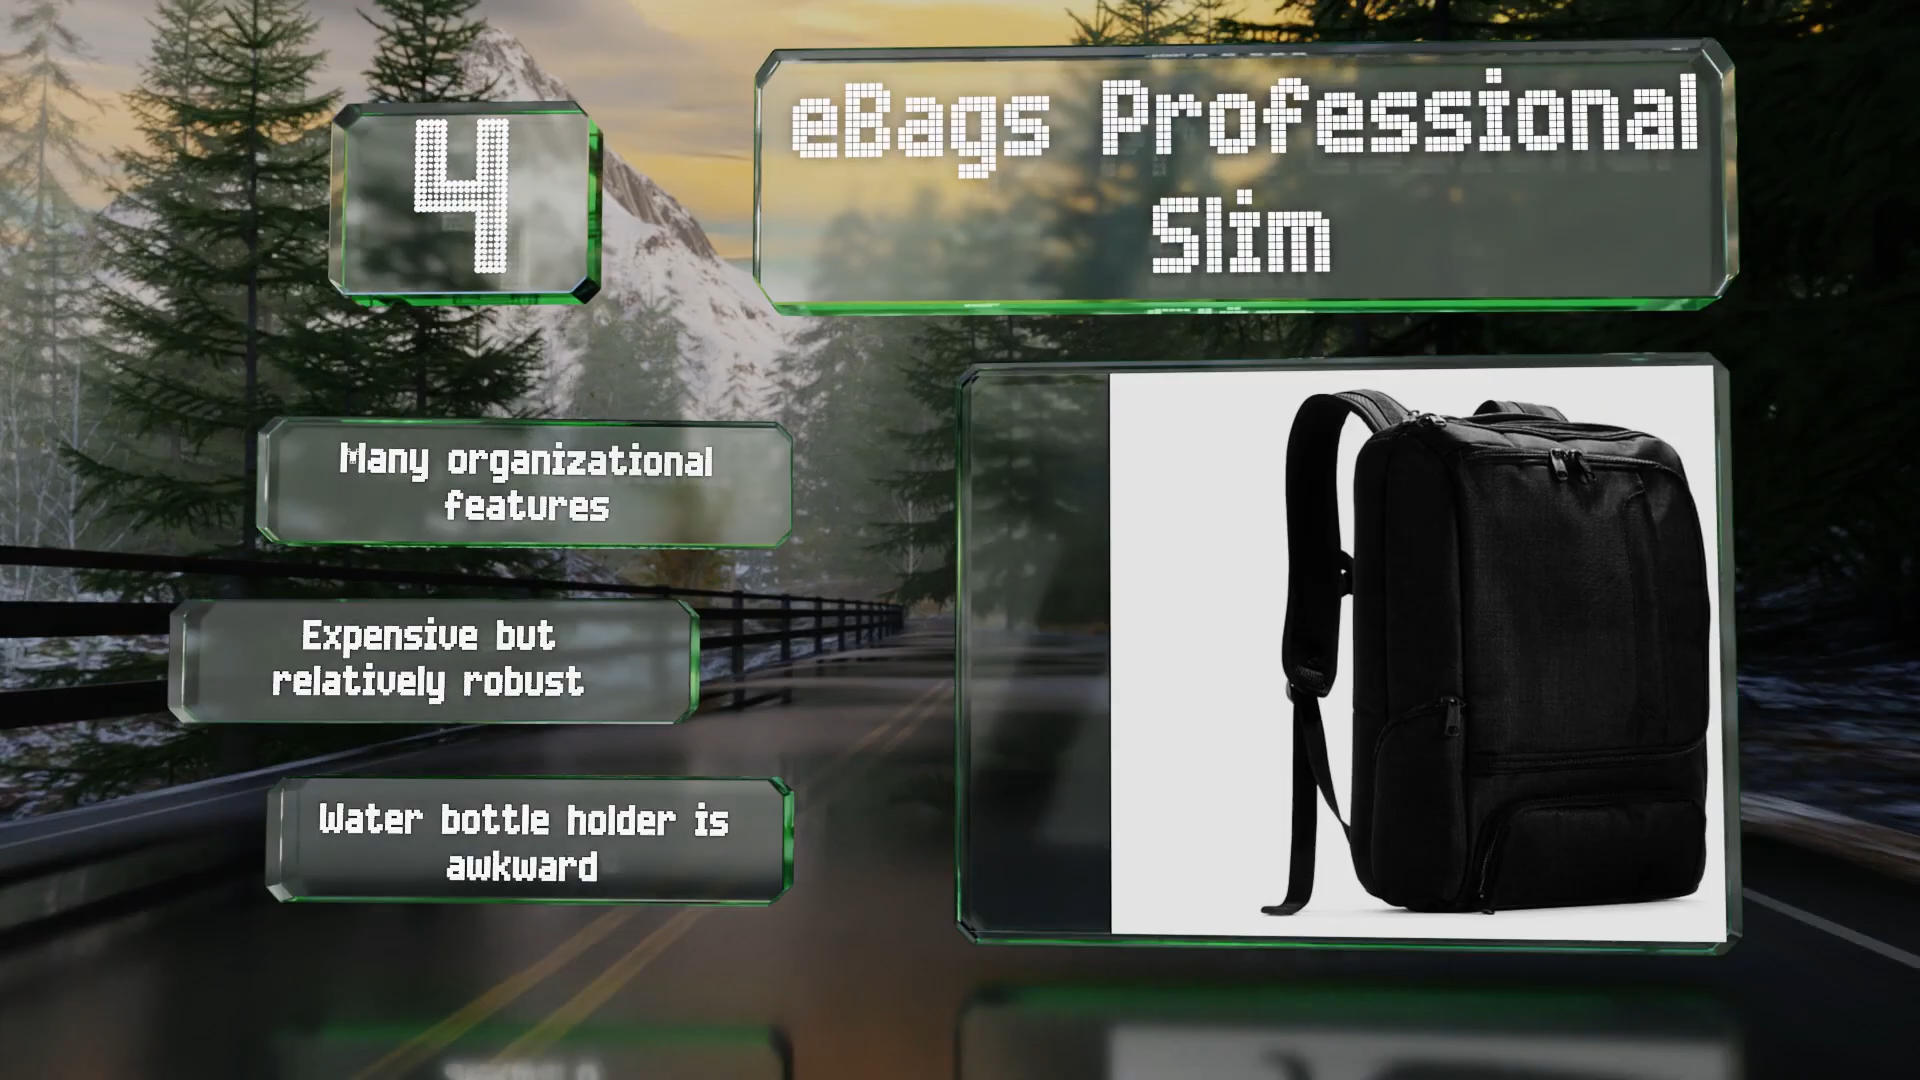 4
eBags Professional
Slim
Many organizational
features
Expensive but
relatively robust
Water bottle holder is
awkward